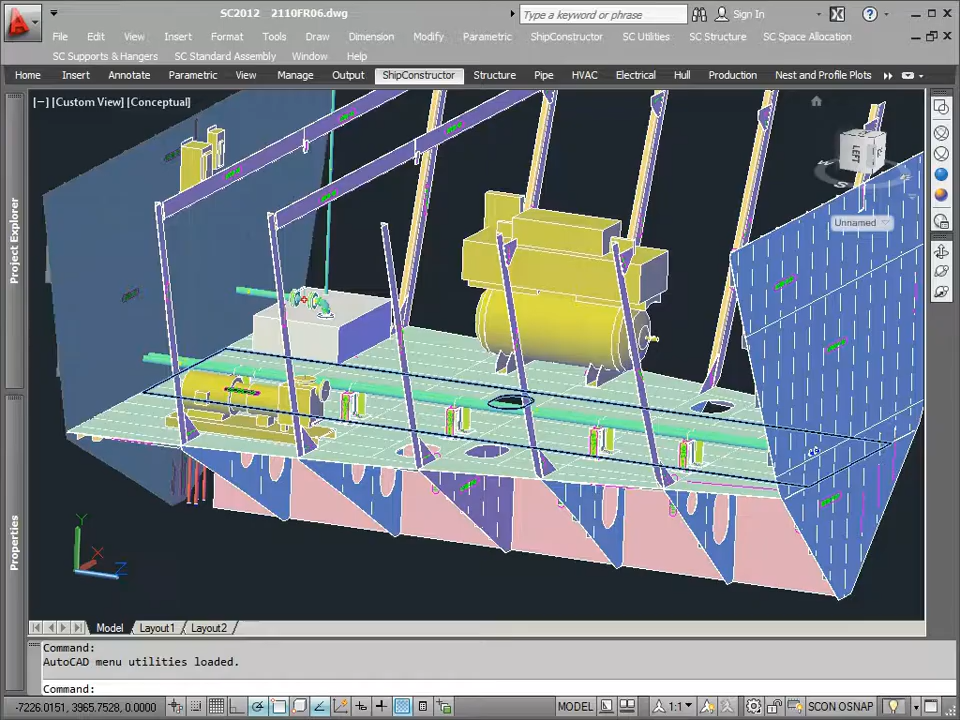 SC2012 2110FR06.dwg
Type a keyword or phrase
Sign In
File Edit View Insert Format Tools Draw Dimension Modify Parametric ShipConstructor SC Utilities SC Structure SC Space Allocation
SC Supports & Hangers SC Standard Assembly Window Help
Home Insert Annotate Parametric View Manage Output ShipConstructor Structure Pipe HVAC Electrical Hull Production Nest and Profile Plots
[−] [Custom View] [Conceptual]
LEFT
Unnamed
Project Explorer
Properties
Y
X
Z
Model Layout1 Layout2
Command:
AutoCAD menu utilities loaded.
Command:
-7226.0151, 3965.7528, 0.0000
MODEL
1:1
SCON OSNAP